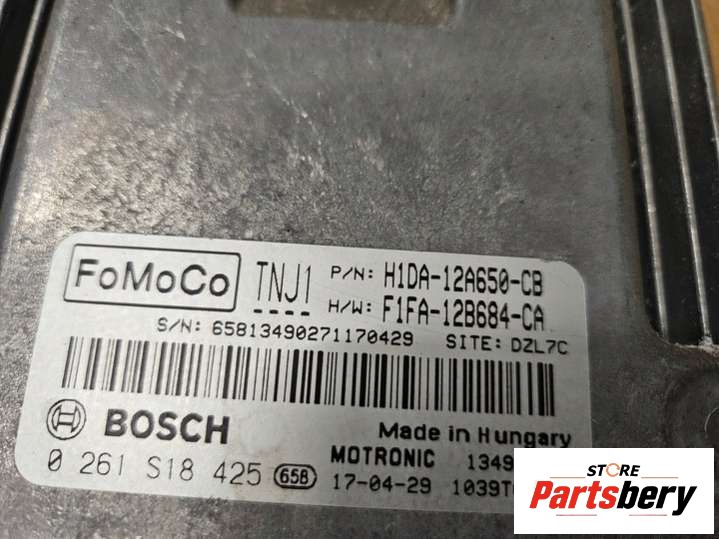 FoMoCo TNJ1 P/N: H1DA-12A650-CB
H/W: F1FA-12B684-CA
S/N: 65813490271170429 SITE: DZL7C
BOSCH Made in Hungary
0 261 S18 425 658 MOTRONIC
17-04-29
STORE
Partsbery